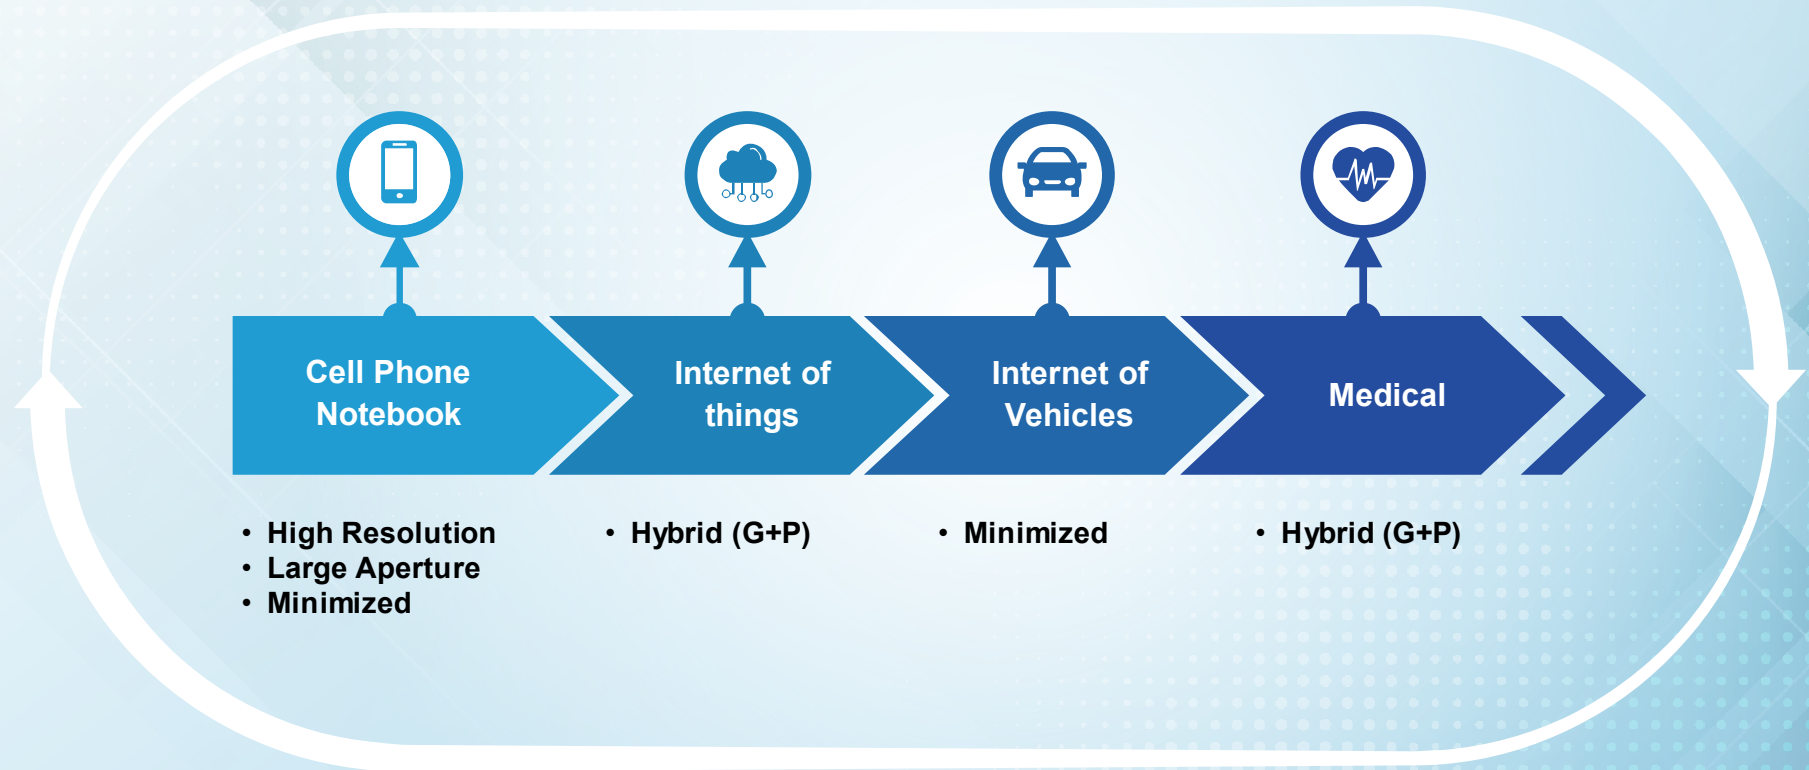 Cell Phone
Notebook
Internet of
things
Internet of
Vehicles
Medical
• High Resolution
• Large Aperture
• Minimized
• Hybrid (G+P)
• Minimized
• Hybrid (G+P)